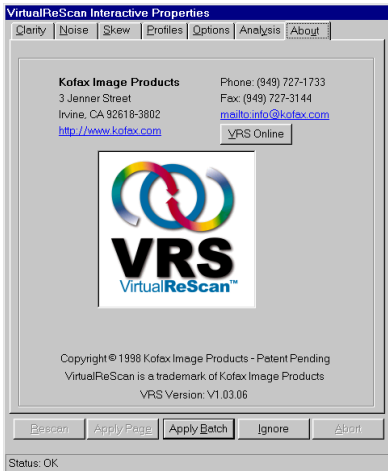 VirtualReScan Interactive Properties
Clarity Noise Skew Profiles Options Analysis About
Kofax Image Products
3 Jenner Street
Irvine, CA 92618-3802
http://www.kofax.com
Phone: (949) 727-1733
Fax: (949) 727-3144
mailto:info@kofax.com
VRS Online
VRS
VirtualReScan™
Copyright © 1998 Kofax Image Products - Patent Pending
VirtualReScan is a trademark of Kofax Image Products
VRS Version: V1.03.06
Rescan Apply Page Apply Batch Ignore Abort
Status: OK